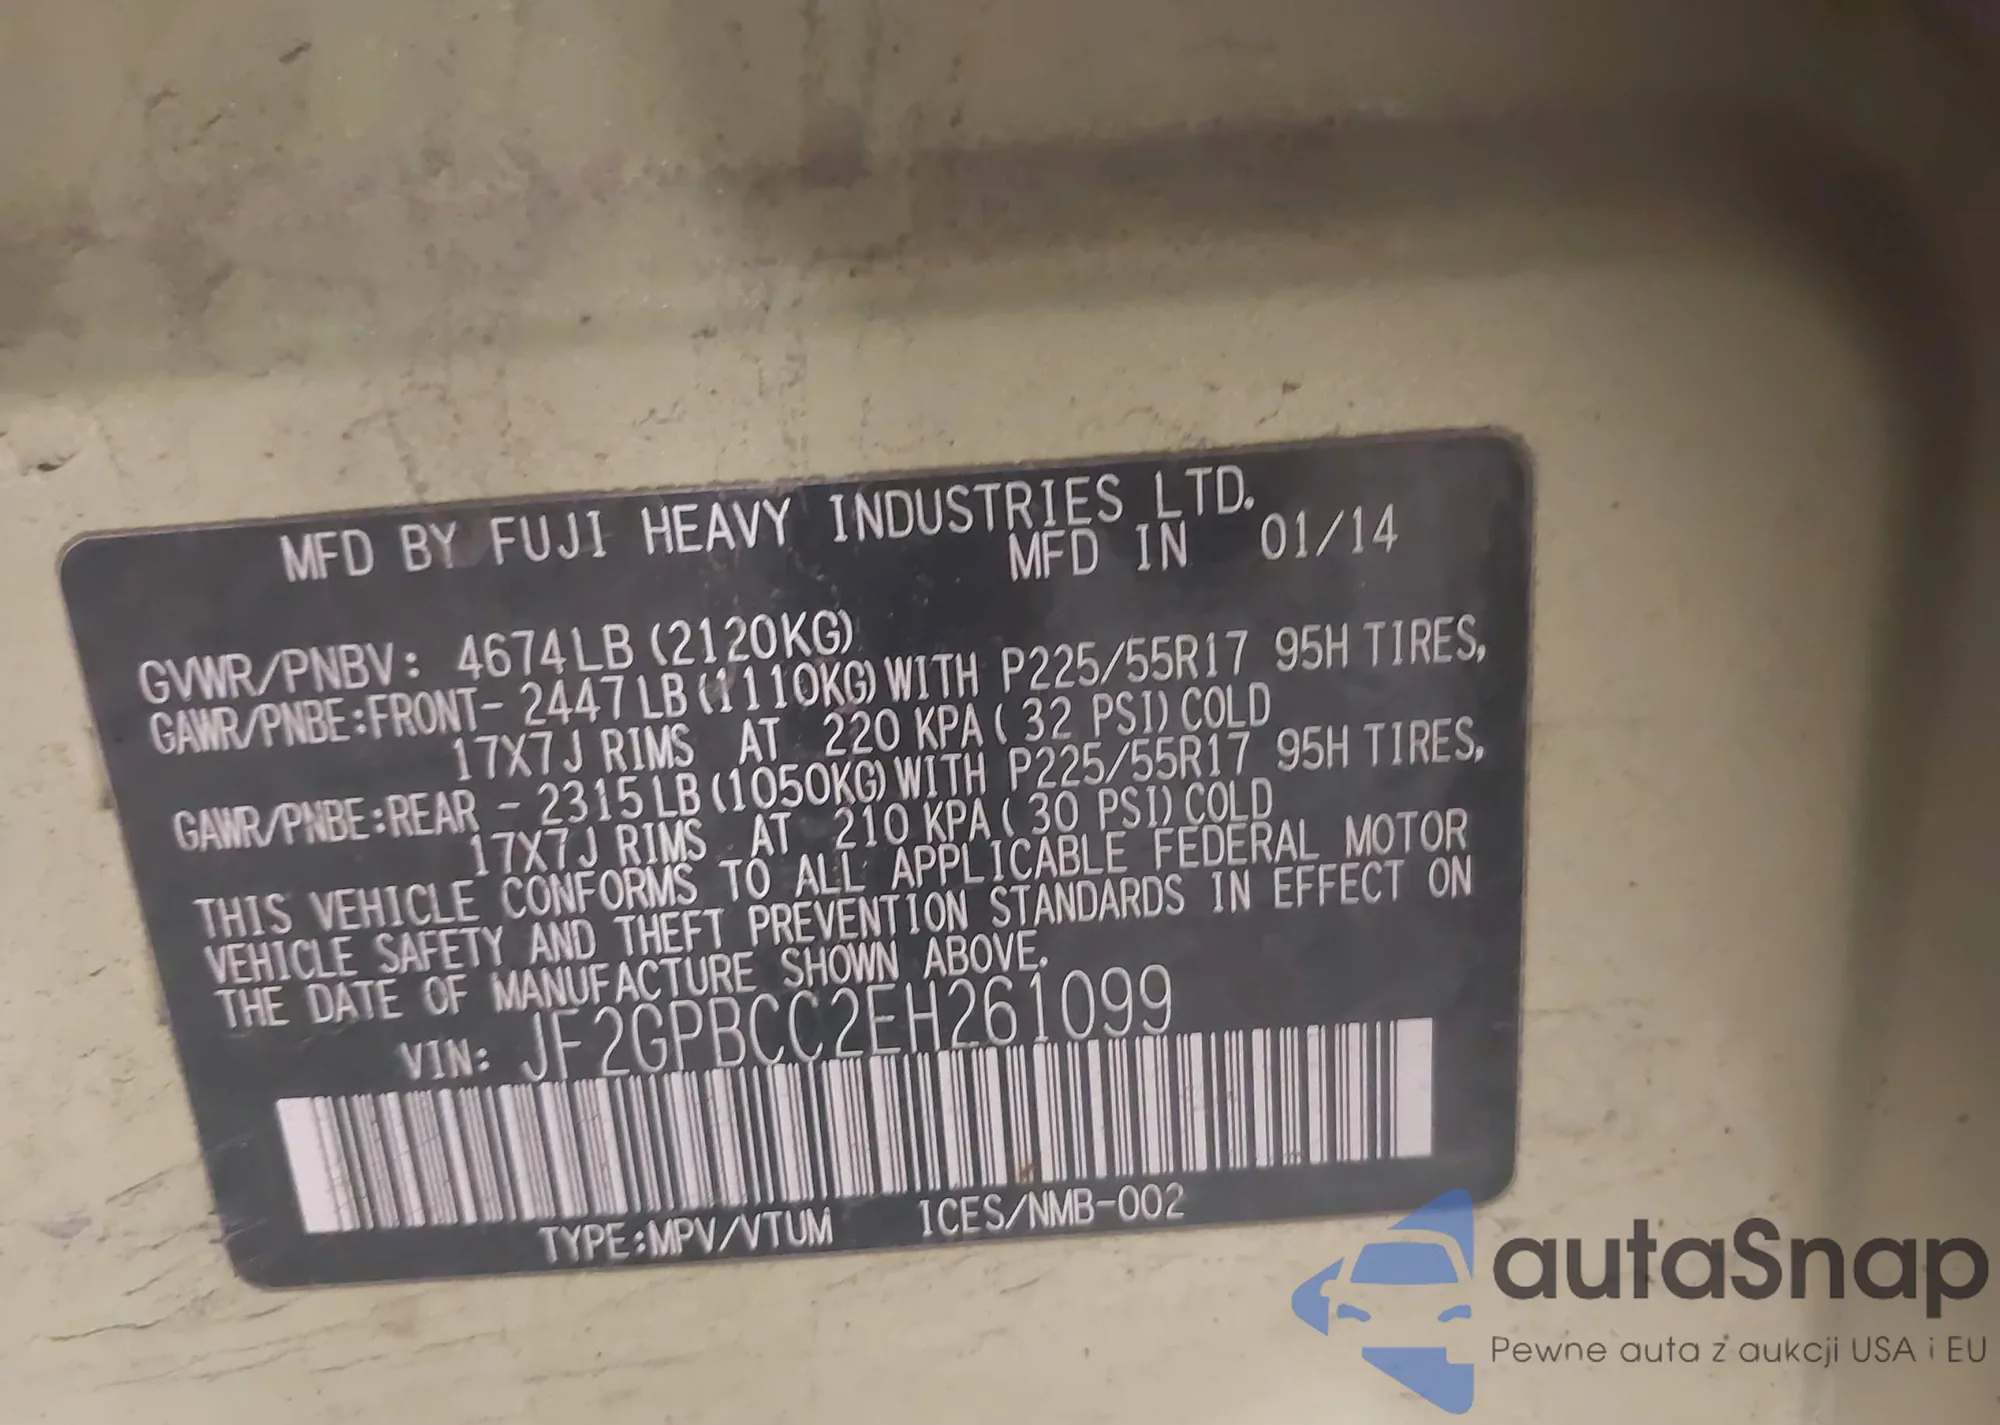 MFD BY FUJI HEAVY INDUSTRIES LTD.
MFD IN 01/14
GVWR/PNBV: 4674LB (2120KG)
GAWR/PNBE:FRONT- 2447LB (1110KG) WITH P225/55R17 95H TIRES,
17X7J RIMS AT 220 KPA ( 32 PSI) COLD
GAWR/PNBE:REAR - 2315LB (1050KG) WITH P225/55R17 95H TIRES,
17X7J RIMS AT 210 KPA ( 30 PSI) COLD
THIS VEHICLE CONFORMS TO ALL APPLICABLE FEDERAL MOTOR
VEHICLE SAFETY AND THEFT PREVENTION STANDARDS IN EFFECT ON
THE DATE OF MANUFACTURE SHOWN ABOVE.
VIN: JF2GPBCC2EH261099
TYPE:MPV/VTUM ICES/NMB-002
autaSnap
Pewne auta z aukcji USA i EU